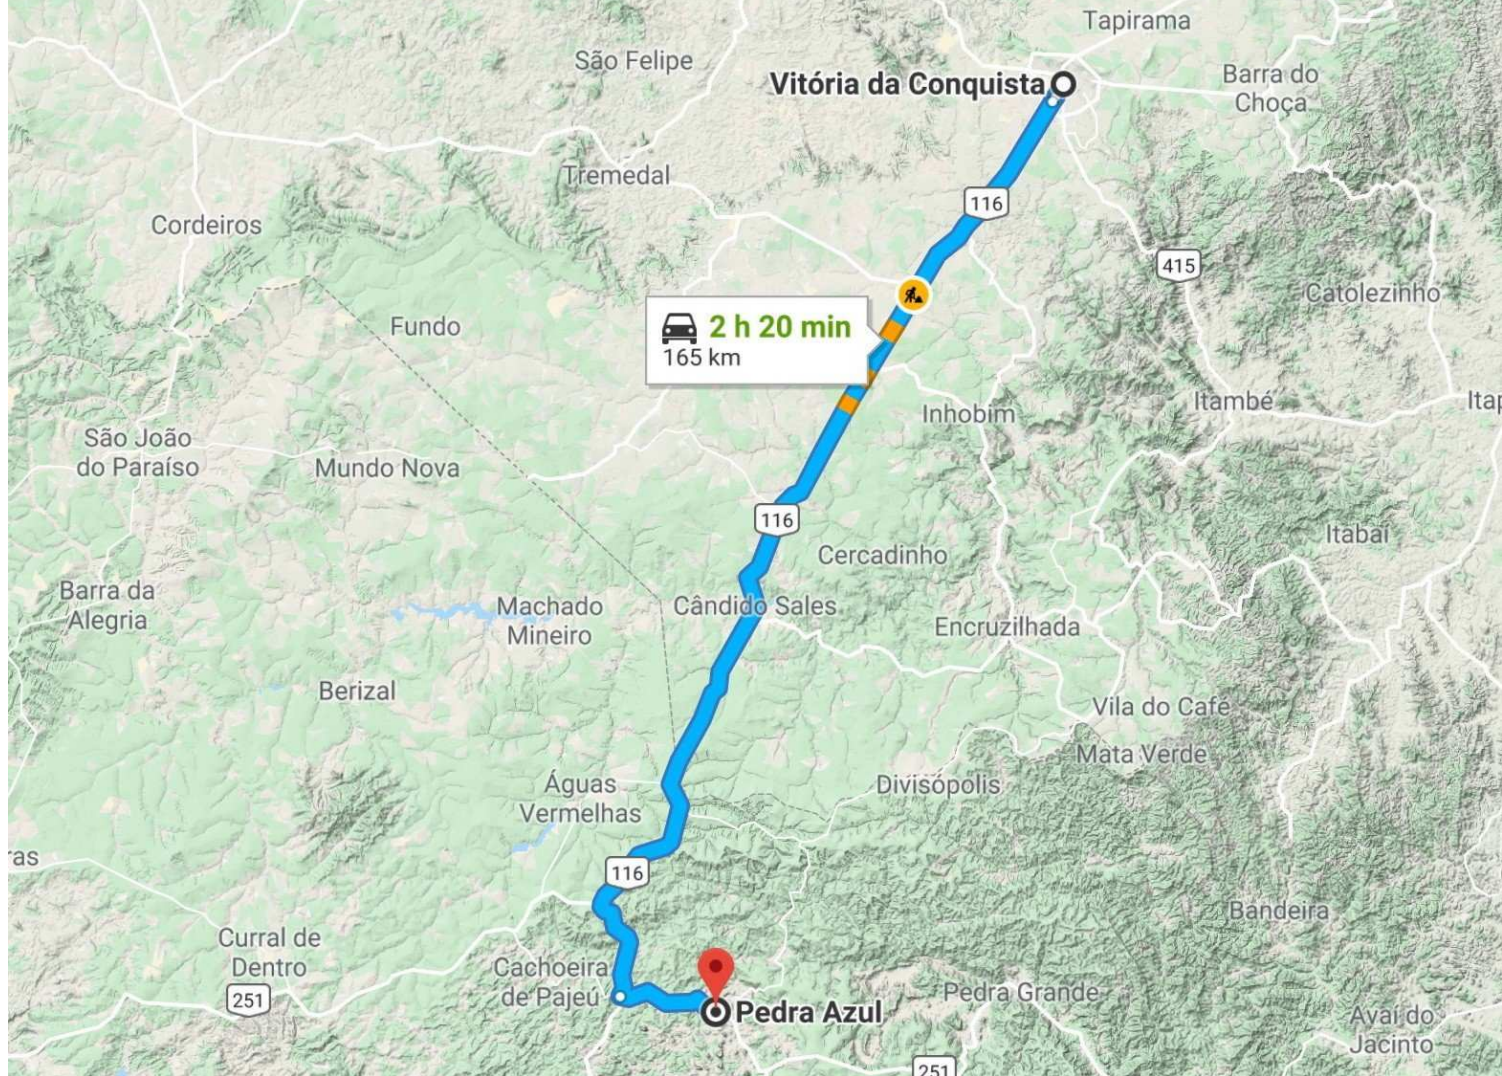 Tapirama
São Felipe
Vitória da Conquista
Barra do
Choça
Tremedal
116
Cordeiros
415
Catolezinho
Fundo
2 h 20 min
165 km
Itambé
Inhobim
São João
do Paraíso
Mundo Nova
116
Itabaí
Cercadinho
Barra da
Alegria
Machado
Mineiro
Cândido Sales
Encruzilhada
Berizal
Vila do Café
Mata Verde
Águas
Vermelhas
Divisópolis
ras
116
Bandeira
Curral de
Dentro
251
Cachoeira
de Pajeú
Pedra Grande
Pedra Azul
Avaí do
Jacinto
251